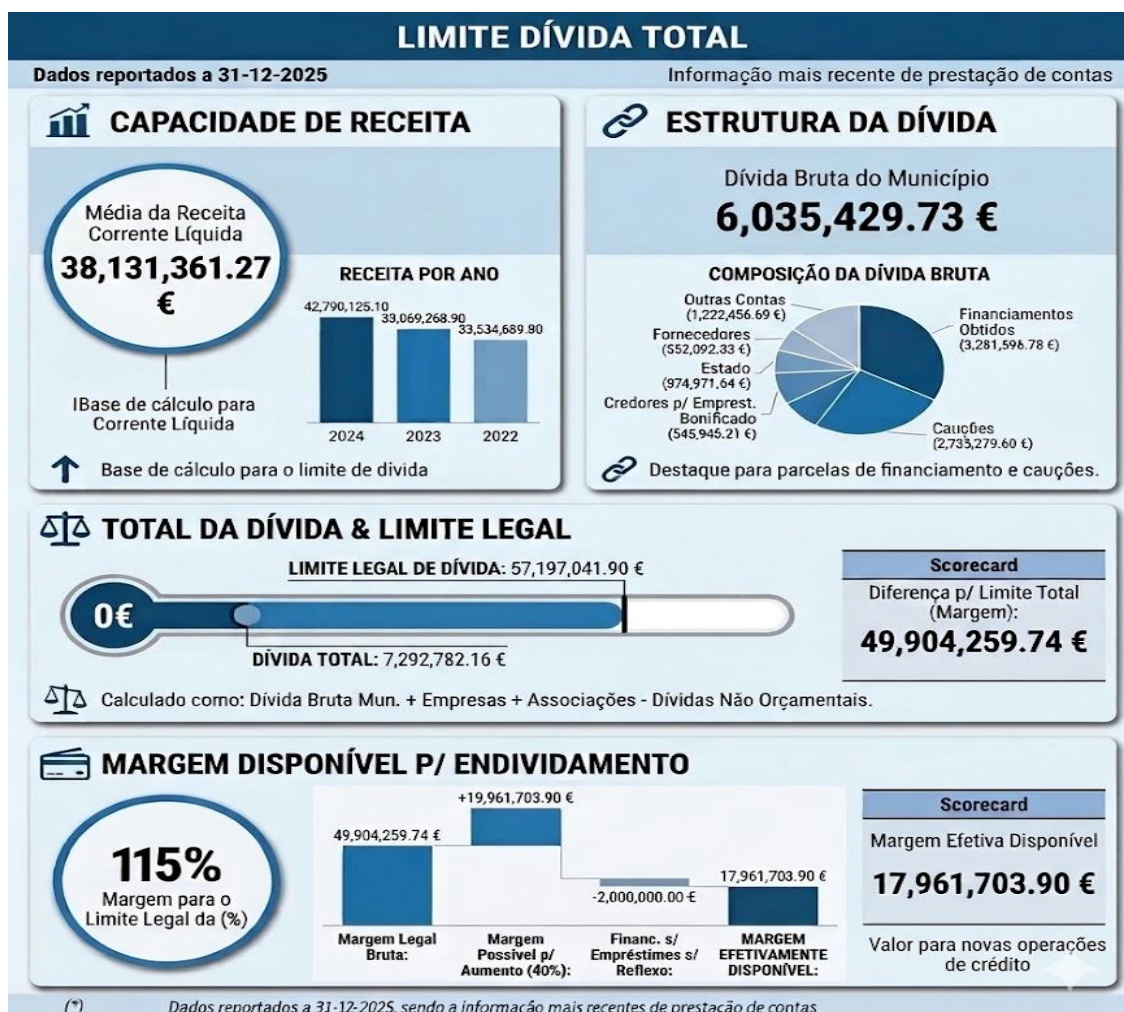 LIMITE DÍVIDA TOTAL
Dados reportados a 31-12-2025
Informação mais recente de prestação de contas
CAPACIDADE DE RECEITA
Média da Receita
Corrente Líquida
38,131,361.27
€
IBase de cálculo para
Corrente Líquida
RECEITA POR ANO
42,790,125.10
33,069,268.90
33,534,689.80
2024
2023
2022
Base de cálculo para o limite de dívida
ESTRUTURA DA DÍVIDA
Dívida Bruta do Município
6,035,429.73 €
COMPOSIÇÃO DA DÍVIDA BRUTA
Outras Contas
(1,222,456.69 €)
Fornecedores
(552,092.33 €)
Estado
(974,971,64 €)
Credores p/ Emprest.
Bonificado
(545,945.21 €)
Financiamentos
Obtidos
(3,281,596.78 €)
Cauções
(2,733,279.60 €)
Destaque para parcelas de financiamento e cauções.
TOTAL DA DÍVIDA & LIMITE LEGAL
LIMITE LEGAL DE DÍVIDA: 57,197,041.90 €
0€
DÍVIDA TOTAL: 7,292,782.16 €
Scorecard
Diferença p/ Limite Total
(Margem):
49,904,259.74 €
Calculado como: Dívida Bruta Mun. + Empresas + Associações - Dívidas Não Orçamentais.
MARGEM DISPONÍVEL P/ ENDIVIDAMENTO
115%
Margem para o
Limite Legal da (%)
49,904,259.74 €
+19,961,703.90 €
-2,000,000.00 €
17,961,703.90 €
Margem Legal
Bruta:
Margem
Possivel p/
Aumento (40%):
Financ. s/
Empréstimes s/
Reflexo:
MARGEM
EFETIVAMENTE
DISPONÍVEL:
Scorecard
Margem Efetiva Disponível
17,961,703.90 €
Valor para novas operações
de crédito
(*) Dados reportados a 31-12-2025, sendo a informação mais recentes de prestação de contas